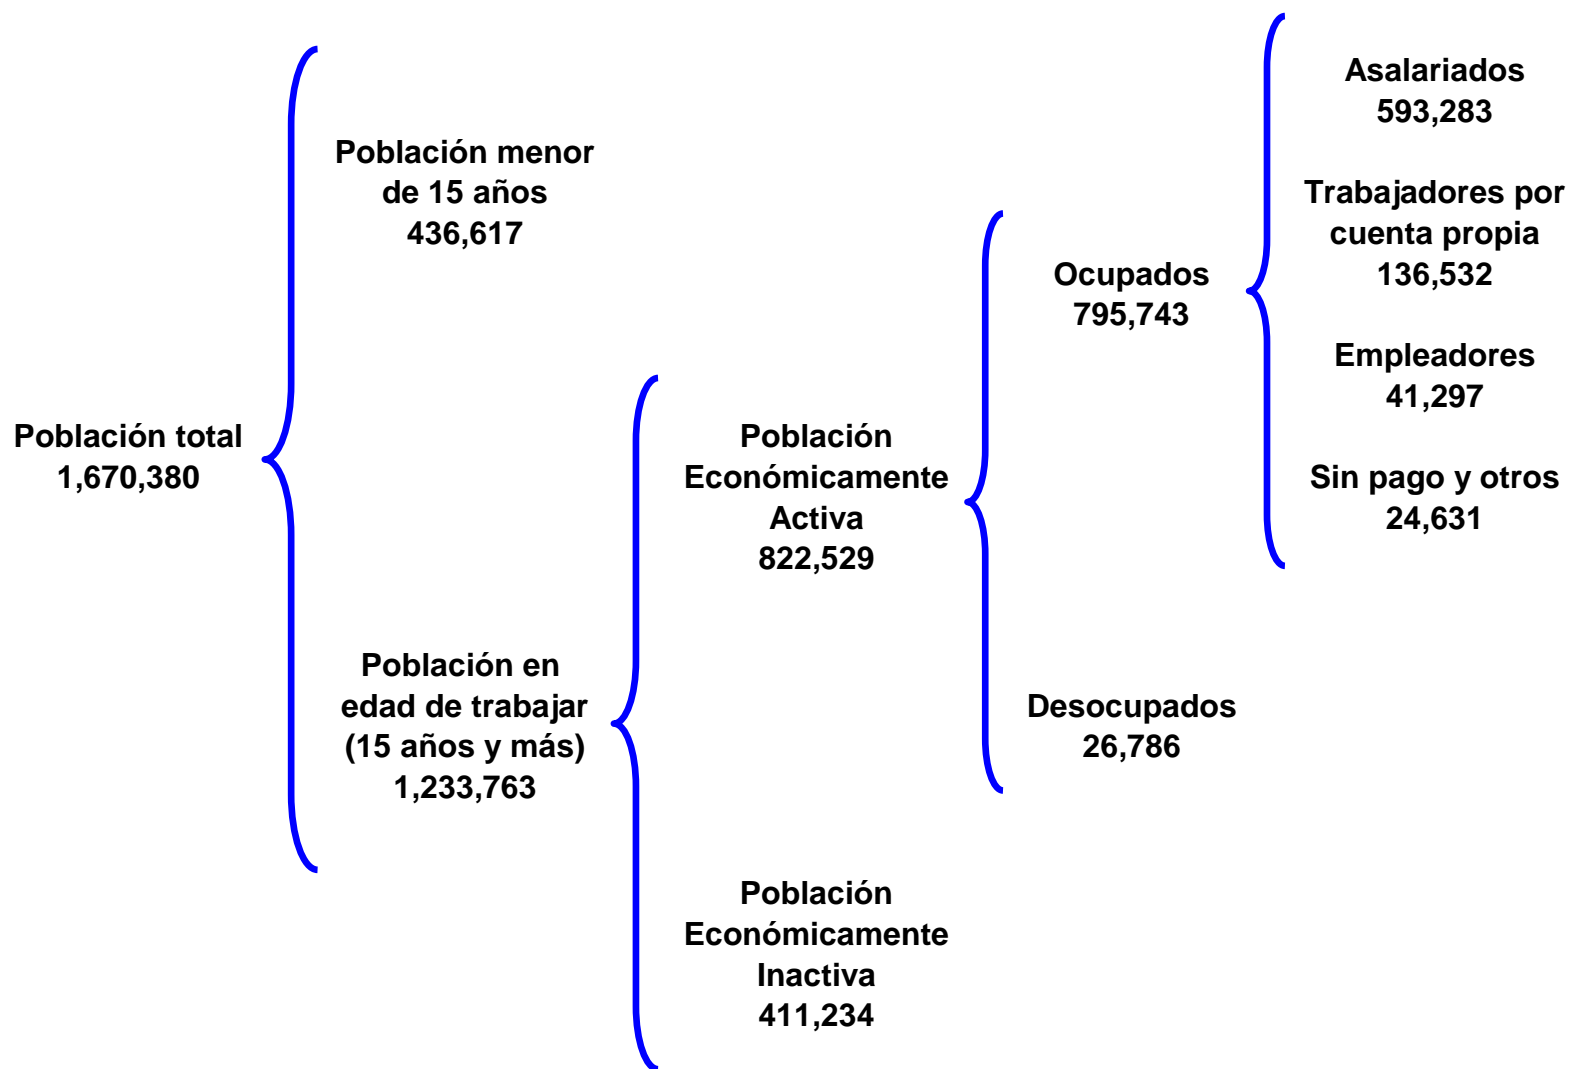 Población total
1,670,380
Población menor
de 15 años
436,617
Población en
edad de trabajar
(15 años y más)
1,233,763
Población
Económicamente
Activa
822,529
Población
Económicamente
Inactiva
411,234
Ocupados
795,743
Desocupados
26,786
Asalariados
593,283
Trabajadores por
cuenta propia
136,532
Empleadores
41,297
Sin pago y otros
24,631